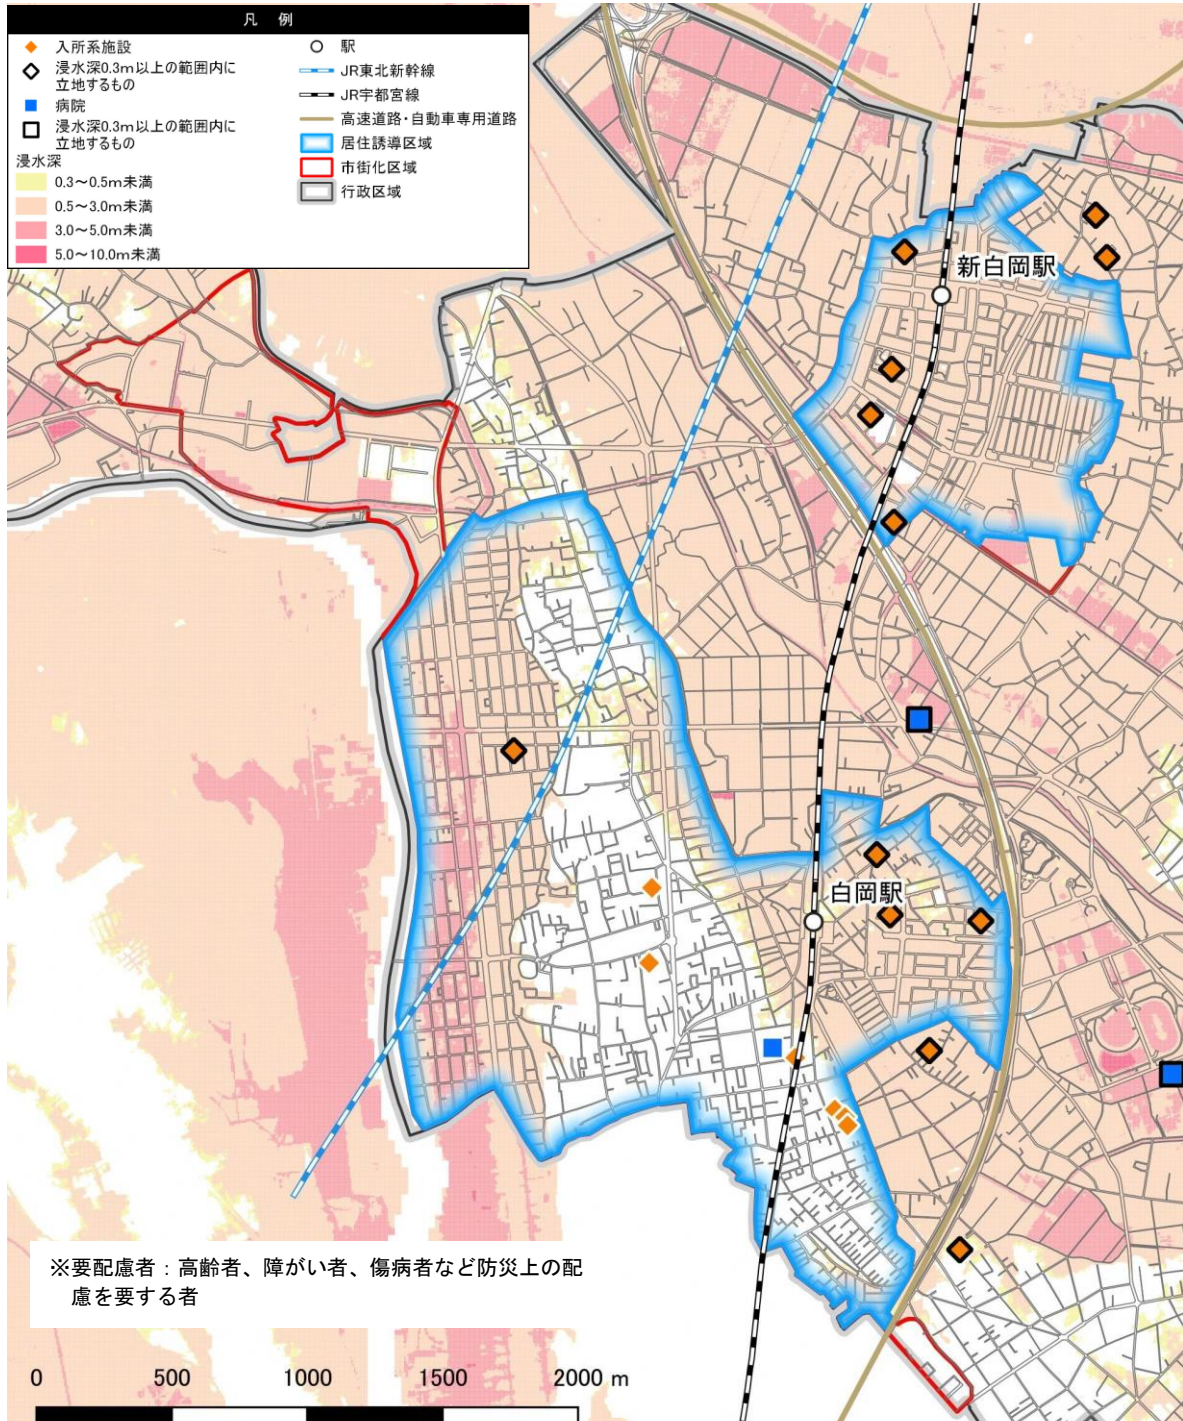 凡 例
入所系施設
浸水深0.3m以上の範囲内に
立地するもの
病院
浸水深0.3m以上の範囲内に
立地するもの
浸水深
0.3～0.5m未満
0.5～3.0m未満
3.0～5.0m未満
5.0～10.0m未満
駅
JR東北新幹線
JR宇都宮線
高速道路・自動車専用道路
居住誘導区域
市街化区域
行政区域
新白岡駅
白岡駅
※要配慮者：高齢者、障がい者、傷病者など防災上の配
慮を要する者
0 500 1000 1500 2000 m